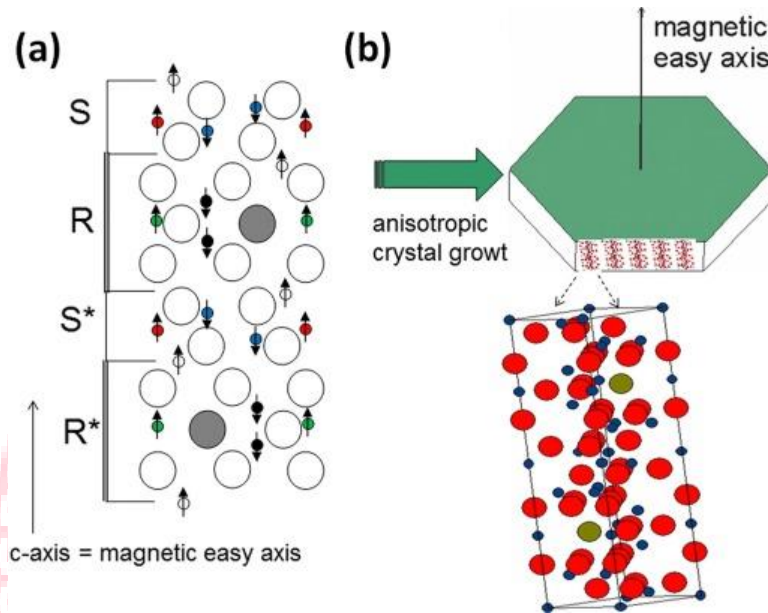 (a)
S
R
S*
R*
c-axis = magnetic easy axis
(b)
magnetic
easy axis
anisotropic
crystal growt